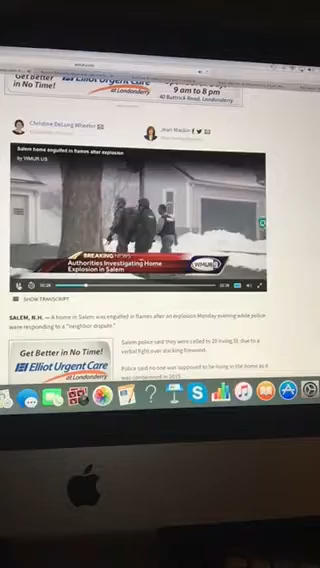 Get Better
in No Time!
Elliot Urgent Care
at Londonderry
9 am to 8 pm
40 Buttrick Road, Londonderry
Christine DeLong Wheeler
Jean Mackin
Salem home engulfed in flames after explosion
by WMUR US
BREAKING NEWS
Authorities Investigating Home
Explosion in Salem
WMUR 9
SHOW TRANSCRIPT
SALEM, N.H. — A home in Salem was engulfed in flames after an explosion Monday evening while police
were responding to a "neighbor dispute."
Get Better in No Time!
Elliot Urgent Care
at Londonderry
Salem police said they were called to 20 Irving St. due to a
verbal fight over stacking firewood.
Police said no one was supposed to be living in the home as it
was condemned in 2015.